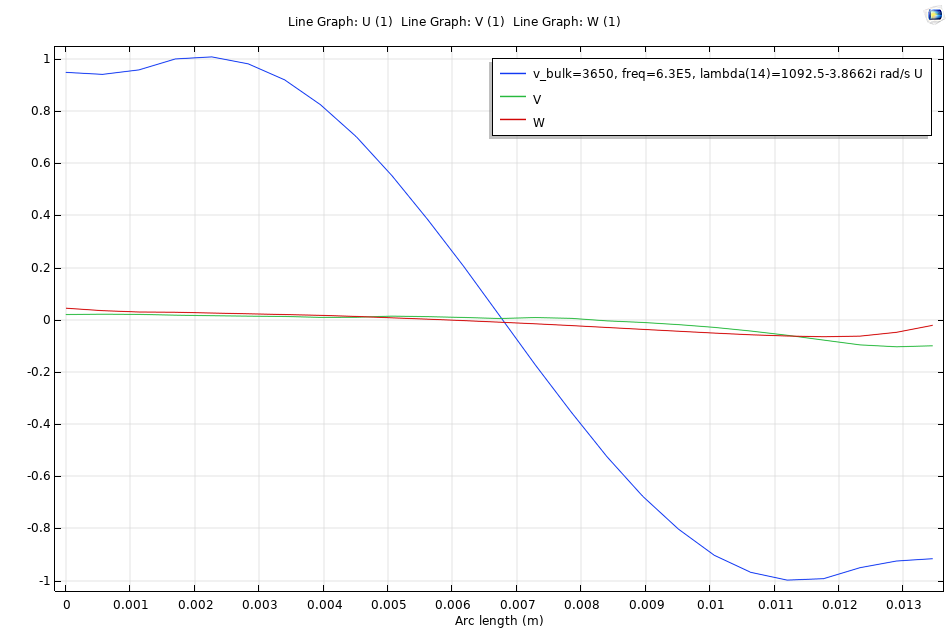 Line Graph: U (1)  Line Graph: V (1)  Line Graph: W (1)
v_bulk=3650, freq=6.3E5, lambda(14)=1092.5-3.8662i rad/s U
V
W
1
0.8
0.6
0.4
0.2
0
-0.2
-0.4
-0.6
-0.8
-1
0 0.001 0.002 0.003 0.004 0.005 0.006 0.007 0.008 0.009 0.01 0.011 0.012 0.013
Arc length (m)